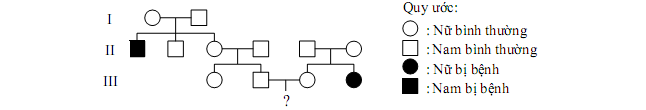 I
II
III
?
Quy ước:
: Nữ bình thường
: Nam bình thường
: Nữ bị bệnh
: Nam bị bệnh